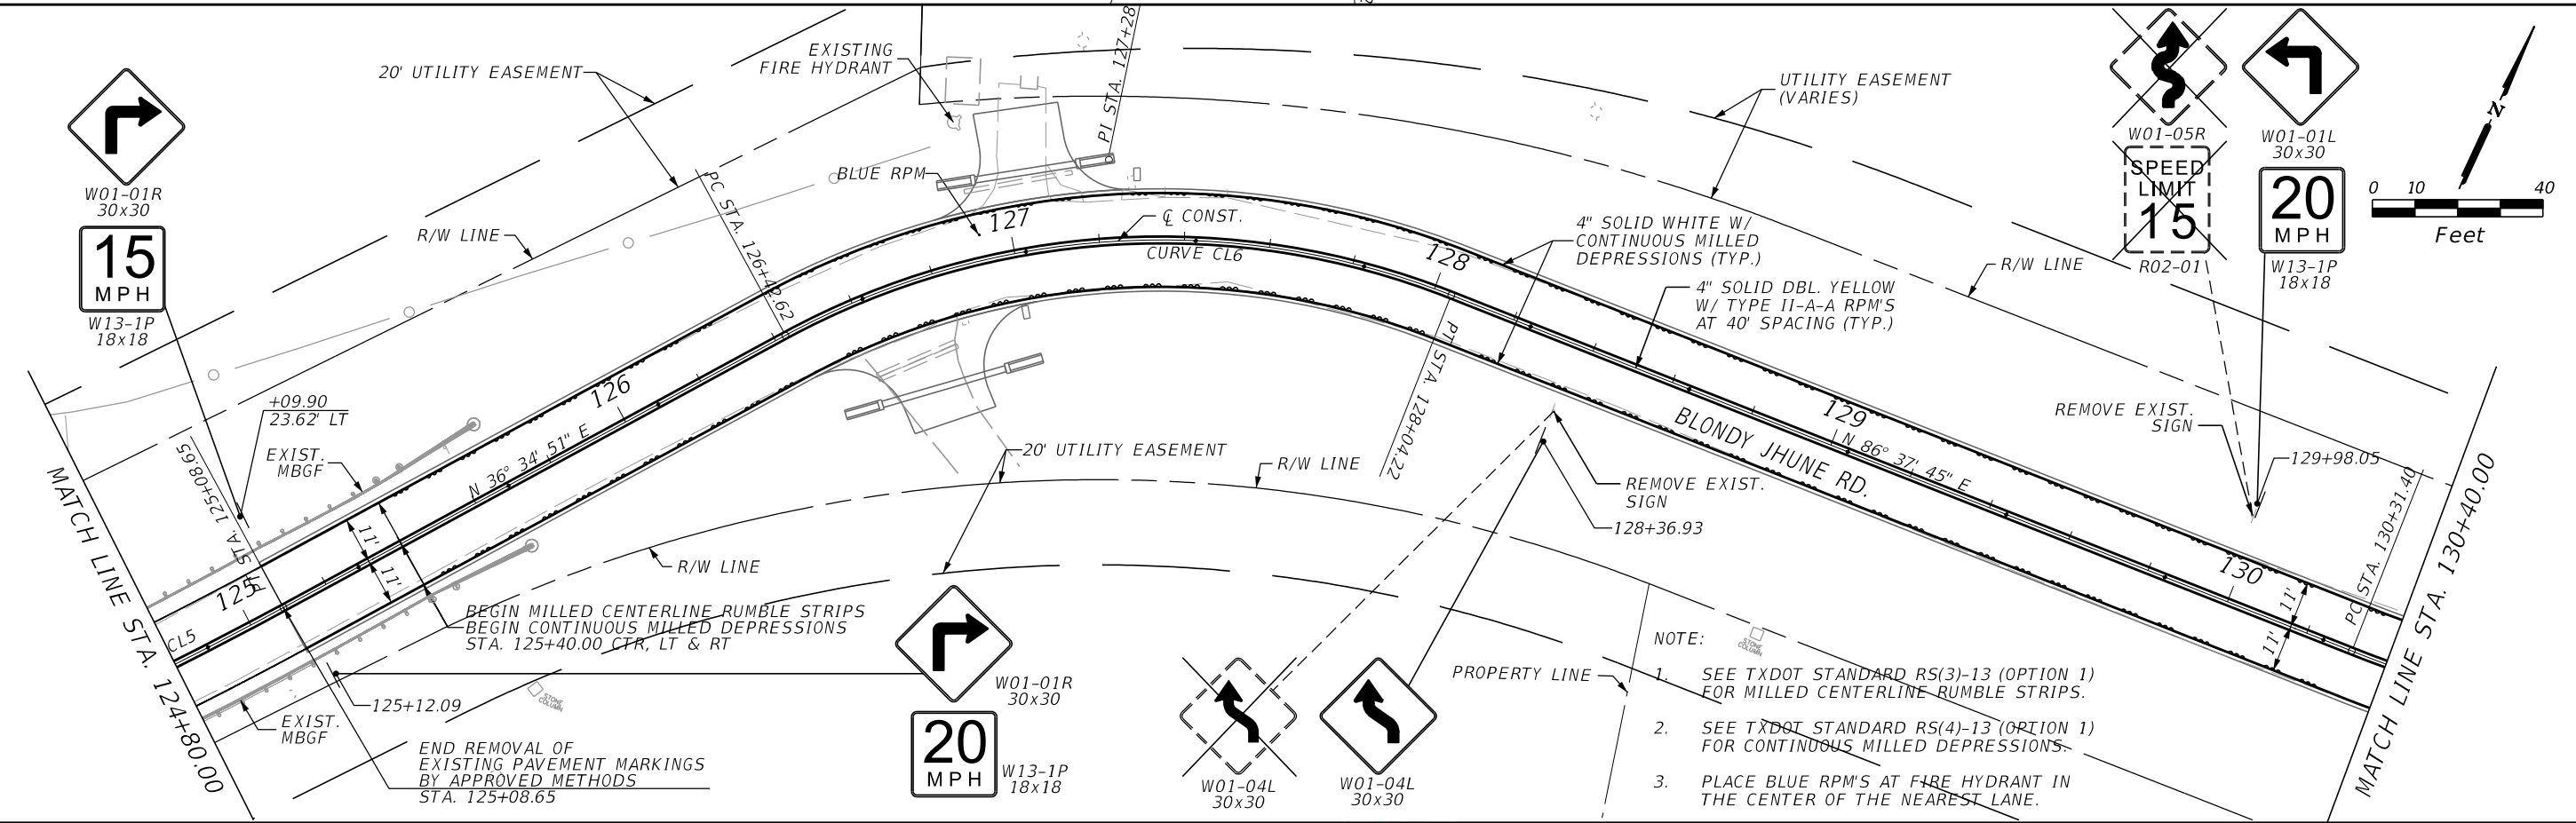 W01-01R
30x30
15
MPH
W13-1P
18x18
20' UTILITY EASEMENT
R/W LINE
EXISTING
FIRE HYDRANT
BLUE RPM
PI STA. 127+28
PC STA. 126+42.62
127
℄ CONST.
CURVE CL6
128
4" SOLID WHITE W/
CONTINUOUS MILLED
DEPRESSIONS (TYP.)
4" SOLID DBL. YELLOW
W/ TYPE II-A-A RPM'S
AT 40' SPACING (TYP.)
UTILITY EASEMENT
(VARIES)
R/W LINE
W01-05R
SPEED
LIMIT
15
R02-01
W01-01L
30x30
20
MPH
W13-1P
18x18
N
0 10 40
Feet
+09.90
23.62' LT
EXIST.
MBGF
PT STA. 125+08.65
126
N 36° 34' 51" E
11'
11'
125
CL5
MATCH LINE STA. 124+80.00
BEGIN MILLED CENTERLINE RUMBLE STRIPS
BEGIN CONTINUOUS MILLED DEPRESSIONS
STA. 125+40.00 CTR, LT & RT
125+12.09
EXIST.
MBGF
STONE
COLUMN
END REMOVAL OF
EXISTING PAVEMENT MARKINGS
BY APPROVED METHODS
STA. 125+08.65
R/W LINE
20' UTILITY EASEMENT
R/W LINE
W01-01R
30x30
20
MPH
W13-1P
18x18
PT STA. 128+04.22
REMOVE EXIST.
SIGN
128+36.93
W01-04L
30x30
W01-04L
30x30
BLONDY JHUNE RD.
129
N 86° 37' 45" E
REMOVE EXIST.
SIGN
129+98.05
130
11'
11'
PC STA. 130+31.40
MATCH LINE STA. 130+40.00
PROPERTY LINE
STONE
COLUMN
NOTE:
1. SEE TXDOT STANDARD RS(3)-13 (OPTION 1)
FOR MILLED CENTERLINE RUMBLE STRIPS.
2. SEE TXDOT STANDARD RS(4)-13 (OPTION 1)
FOR CONTINUOUS MILLED DEPRESSIONS.
3. PLACE BLUE RPM'S AT FIRE HYDRANT IN
THE CENTER OF THE NEAREST LANE.